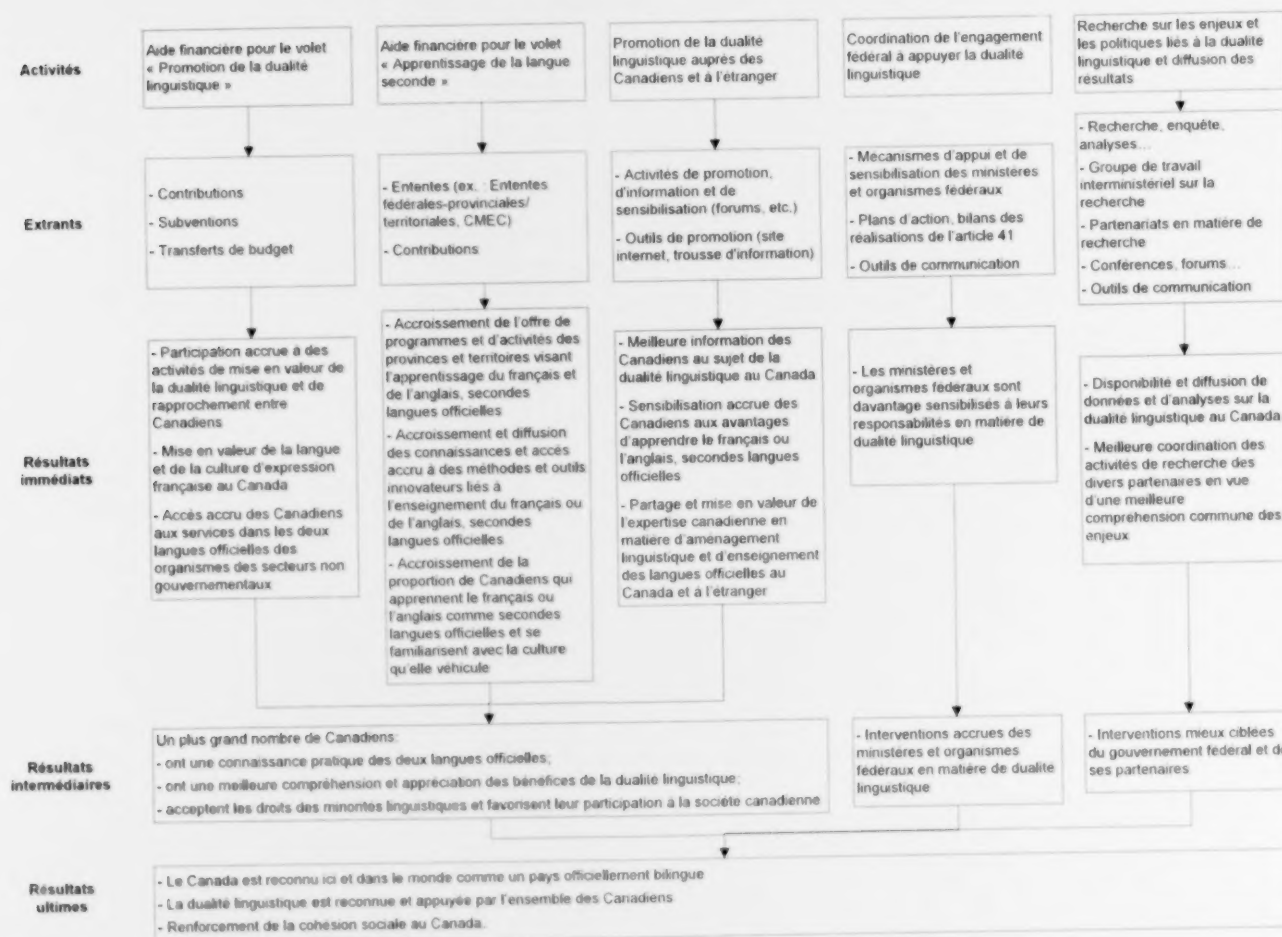 Activités
Aide financière pour le volet
« Promotion de la dualité
linguistique »
Aide financière pour le volet
« Apprentissage de la langue
seconde »
Promotion de la dualité
linguistique auprès des
Canadiens et à l'étranger
Coordination de l'engagement
fédéral à appuyer la dualité
linguistique
Recherche sur les enjeux et
les politiques liés à la dualité
linguistique et diffusion des
résultats
Extrants
- Contributions
- Subventions
- Transferts de budget
- Ententes (ex. : Ententes
fédérales-provinciales/
territoriales, CMEC)
- Contributions
- Activités de promotion,
d'information et de
sensibilisation (forums, etc.)
- Outils de promotion (site
internet, trousse d'information)
- Mécanismes d'appui et de
sensibilisation des ministères
et organismes fédéraux
- Plans d'action, bilans des
réalisations de l'article 41
- Outils de communication
- Recherche, enquête,
analyses...
- Groupe de travail
interministériel sur la
recherche
- Partenariats en matière de
recherche
- Conférences, forums...
- Outils de communication
Résultats
immédiats
- Participation accrue à des
activités de mise en valeur de
la dualité linguistique et de
rapprochement entre
Canadiens
- Mise en valeur de la langue
et de la culture d'expression
française au Canada
- Accès accru des Canadiens
aux services dans les deux
langues officielles des
organismes des secteurs non
gouvernementaux
- Accroissement de l'offre de
programmes et d'activités des
provinces et territoires visant
l'apprentissage du français et
de l'anglais, secondes
langues officielles
- Accroissement et diffusion
des connaissances et accès
accru à des méthodes et outils
innovateurs liés à
l'enseignement du français ou
de l'anglais, secondes
langues officielles
- Accroissement de la
proportion de Canadiens qui
apprennent le français ou
l'anglais comme secondes
langues officielles et se
familiarisent avec la culture
qu'elle véhicule
- Meilleure information des
Canadiens au sujet de la
dualité linguistique au Canada
- Sensibilisation accrue des
Canadiens aux avantages
d'apprendre le français ou
l'anglais, secondes langues
officielles
- Partage et mise en valeur de
l'expertise canadienne en
matière d'aménagement
linguistique et d'enseignement
des langues officielles au
Canada et à l'étranger
- Les ministères et
organismes fédéraux sont
davantage sensibilisés à leurs
responsabilités en matière de
dualité linguistique
- Disponibilité et diffusion de
données et d'analyses sur la
dualité linguistique au Canada
- Meilleure coordination des
activités de recherche des
divers partenaires en vue
d'une meilleure
compréhension commune des
enjeux
Résultats
intermédiaires
Un plus grand nombre de Canadiens:
- ont une connaissance pratique des deux langues officielles;
- ont une meilleure compréhension et appréciation des bénéfices de la dualité linguistique;
- acceptent les droits des minorités linguistiques et favorisent leur participation à la société canadienne
- Interventions accrues des
ministères et organismes
fédéraux en matière de dualité
linguistique
- Interventions mieux ciblées
du gouvernement fédéral et de
ses partenaires
Résultats
ultimes
- Le Canada est reconnu ici et dans le monde comme un pays officiellement bilingue
- La dualité linguistique est reconnue et appuyée par l'ensemble des Canadiens
- Renforcement de la cohésion sociale au Canada.